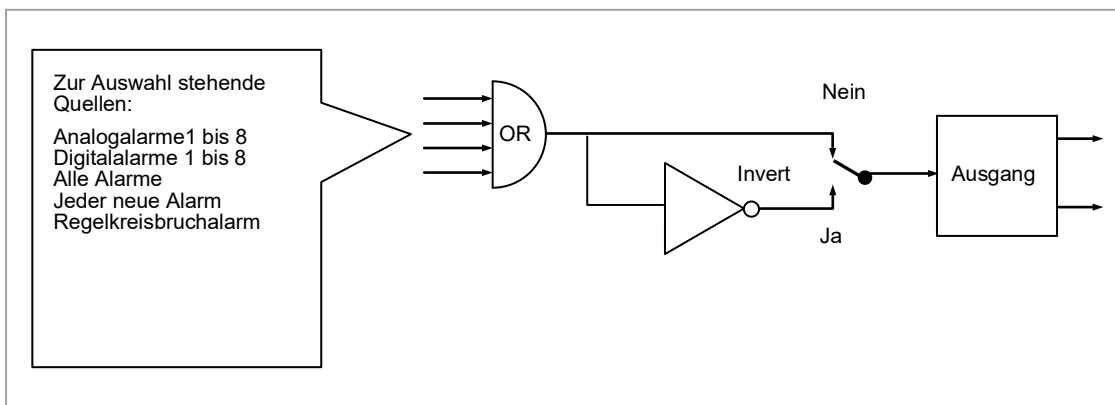 Zur Auswahl stehende
Quellen:
Analogalarme1 bis 8
Digitalalarme 1 bis 8
Alle Alarme
Jeder neue Alarm
Regelkreisbruchalarm
OR
Nein
Invert
Ja
Ausgang